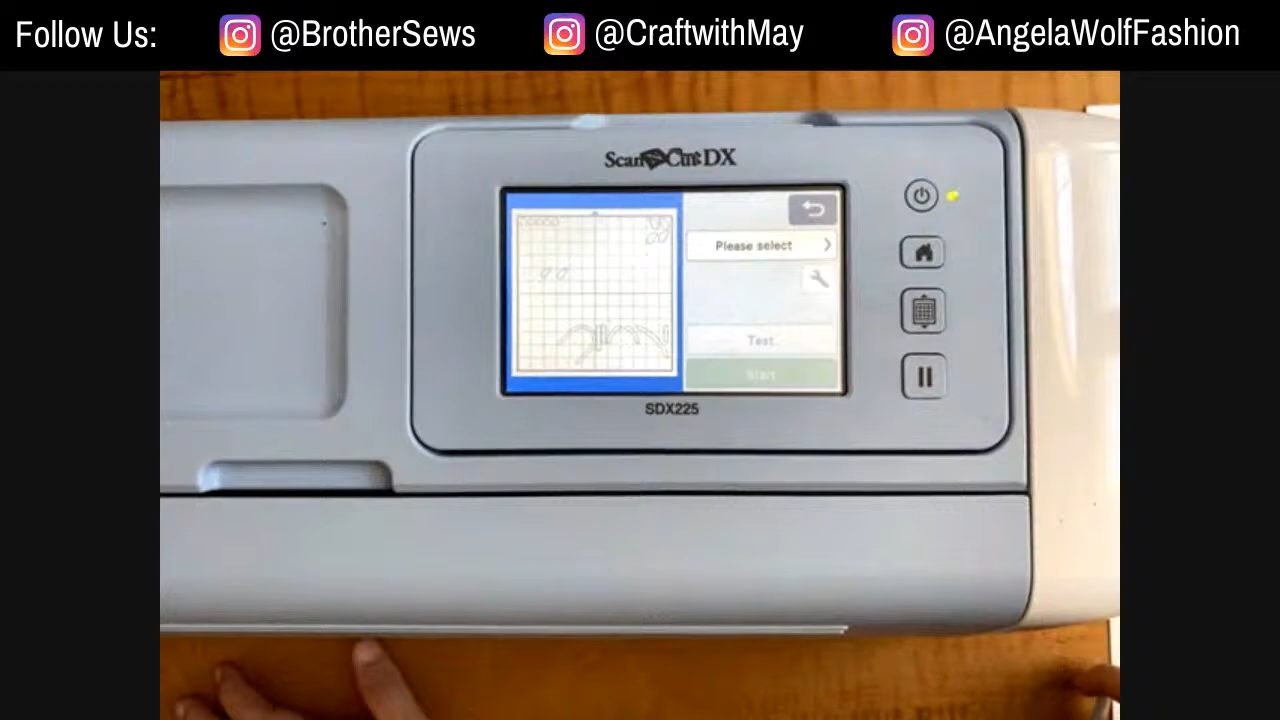 Follow Us: @BrotherSews @CraftwithMay @AngelaWolfFashion
ScanNCut DX
Please select
Test
Start
SDX225